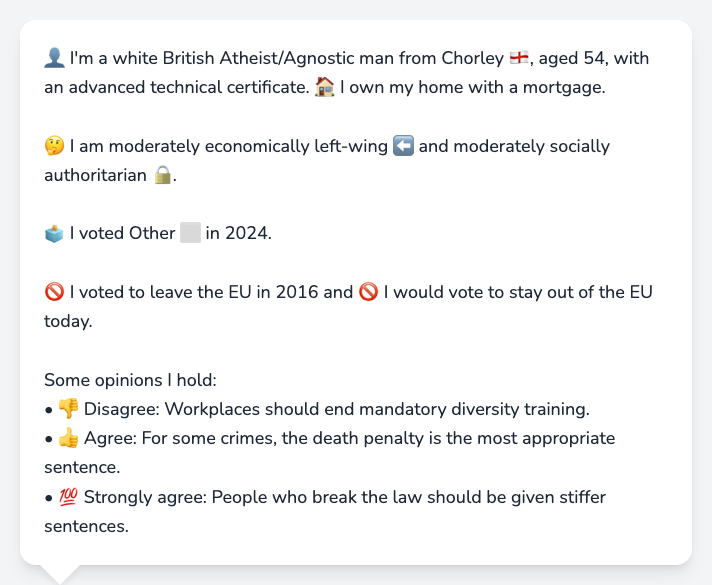 👤 I'm a white British Atheist/Agnostic man from Chorley 🏴󠁧󠁢󠁥󠁮󠁧󠁿, aged 54, with
an advanced technical certificate. 🏠 I own my home with a mortgage.
🤔 I am moderately economically left-wing ⬅️ and moderately socially
authoritarian 🔒.
🗳️ I voted Other ⬜ in 2024.
🚫 I voted to leave the EU in 2016 and 🚫 I would vote to stay out of the EU
today.
Some opinions I hold:
• 👎 Disagree: Workplaces should end mandatory diversity training.
• 👍 Agree: For some crimes, the death penalty is the most appropriate
sentence.
• 💯 Strongly agree: People who break the law should be given stiffer
sentences.